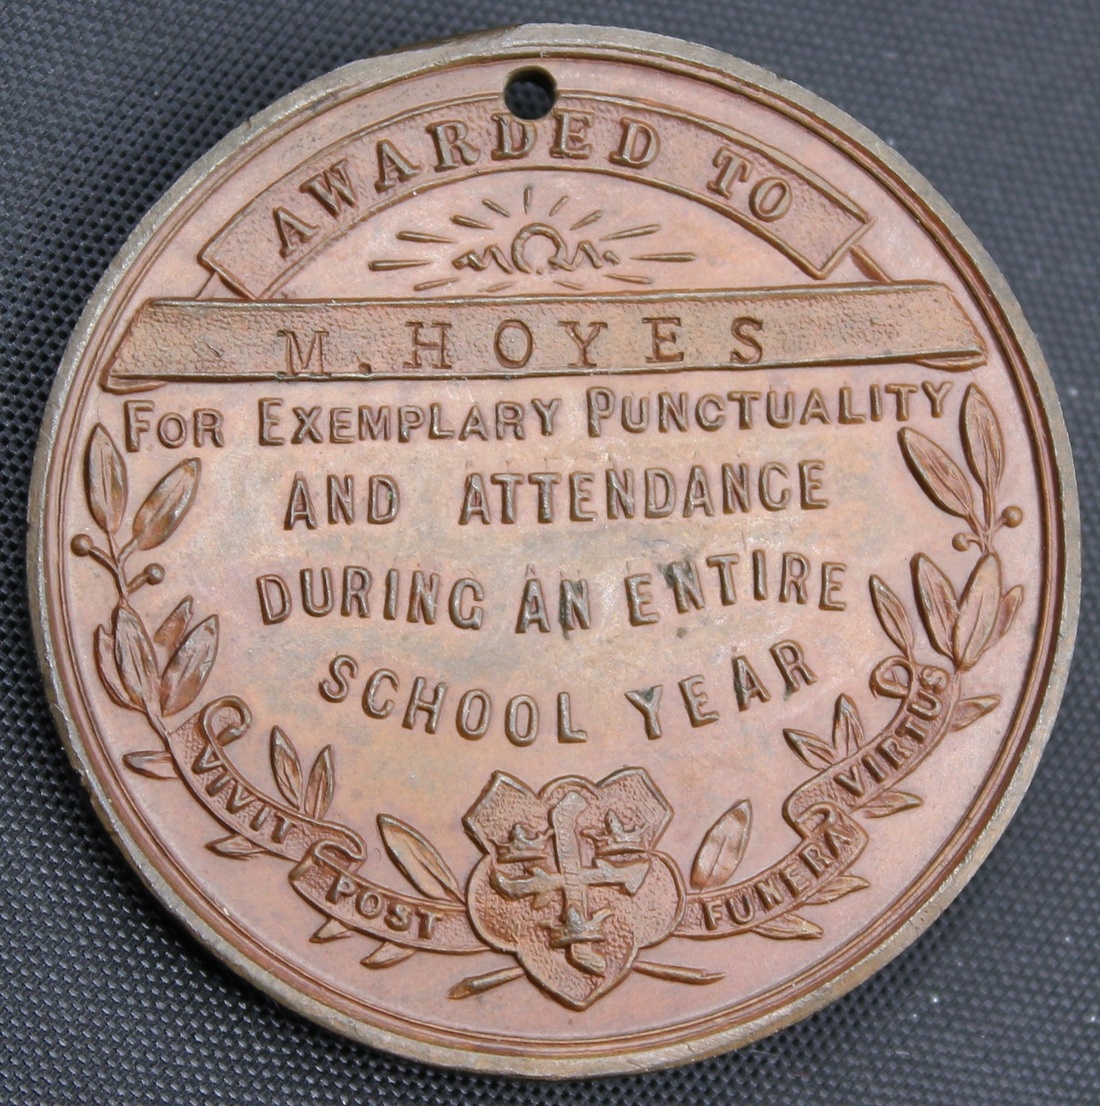 AWARDED TO
M. HOYES
FOR EXEMPLARY PUNCTUALITY
AND ATTENDANCE
DURING AN ENTIRE
SCHOOL YEAR
VIVIT POST FUNERA VIRTUS